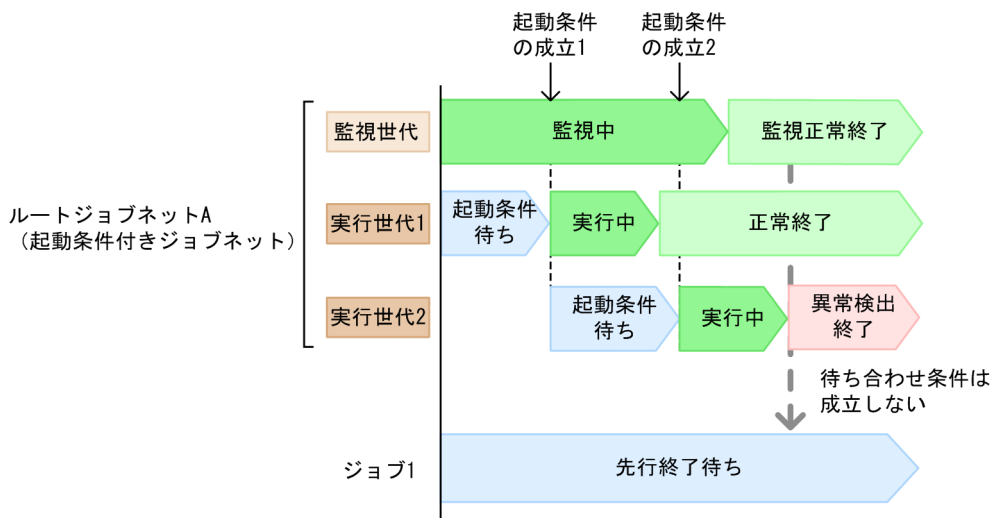 起動条件
の成立1
起動条件
の成立2
監視世代
監視中
監視正常終了
ルートジョブネットA
（起動条件付きジョブネット）
実行世代1
起動条件
待ち
実行中
正常終了
実行世代2
起動条件
待ち
実行中
異常検出
終了
待ち合わせ条件は
成立しない
ジョブ1
先行終了待ち